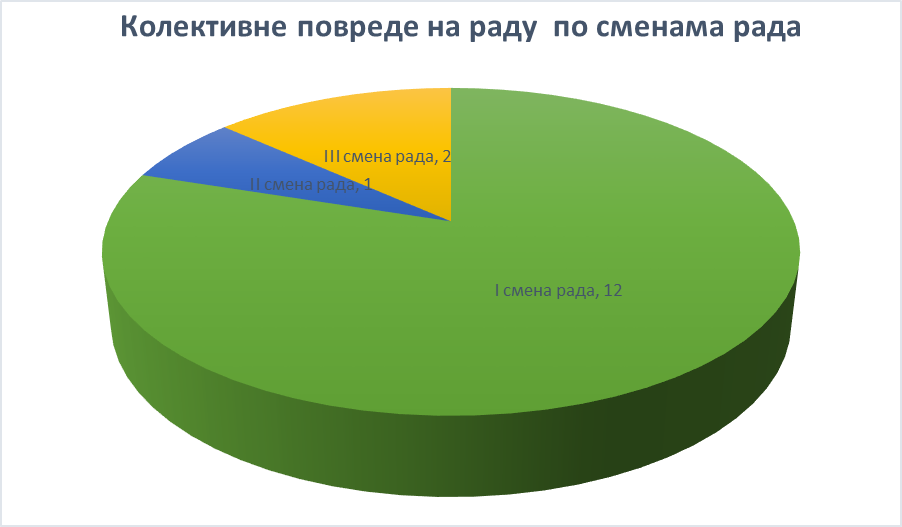 Колективне повреде на раду  по сменама рада
III смена рада, 2
II смена рада, 1
I смена рада, 12